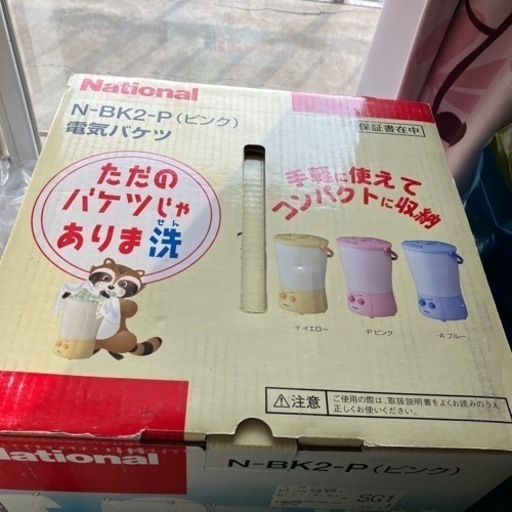 National
N-BK2-P(ピンク)
電気バケツ
保証書在中
ただの
バケツじゃ
せん
ありま洗
手軽に使えて
コンパクトに収納
-Y イエロー
-P ピンク
-A ブルー
⚠注意
ご使用の際は、取扱説明書をよくお読みのうえ
正しくお使いください。
National
N-BK2-P(ピンク)
SG1